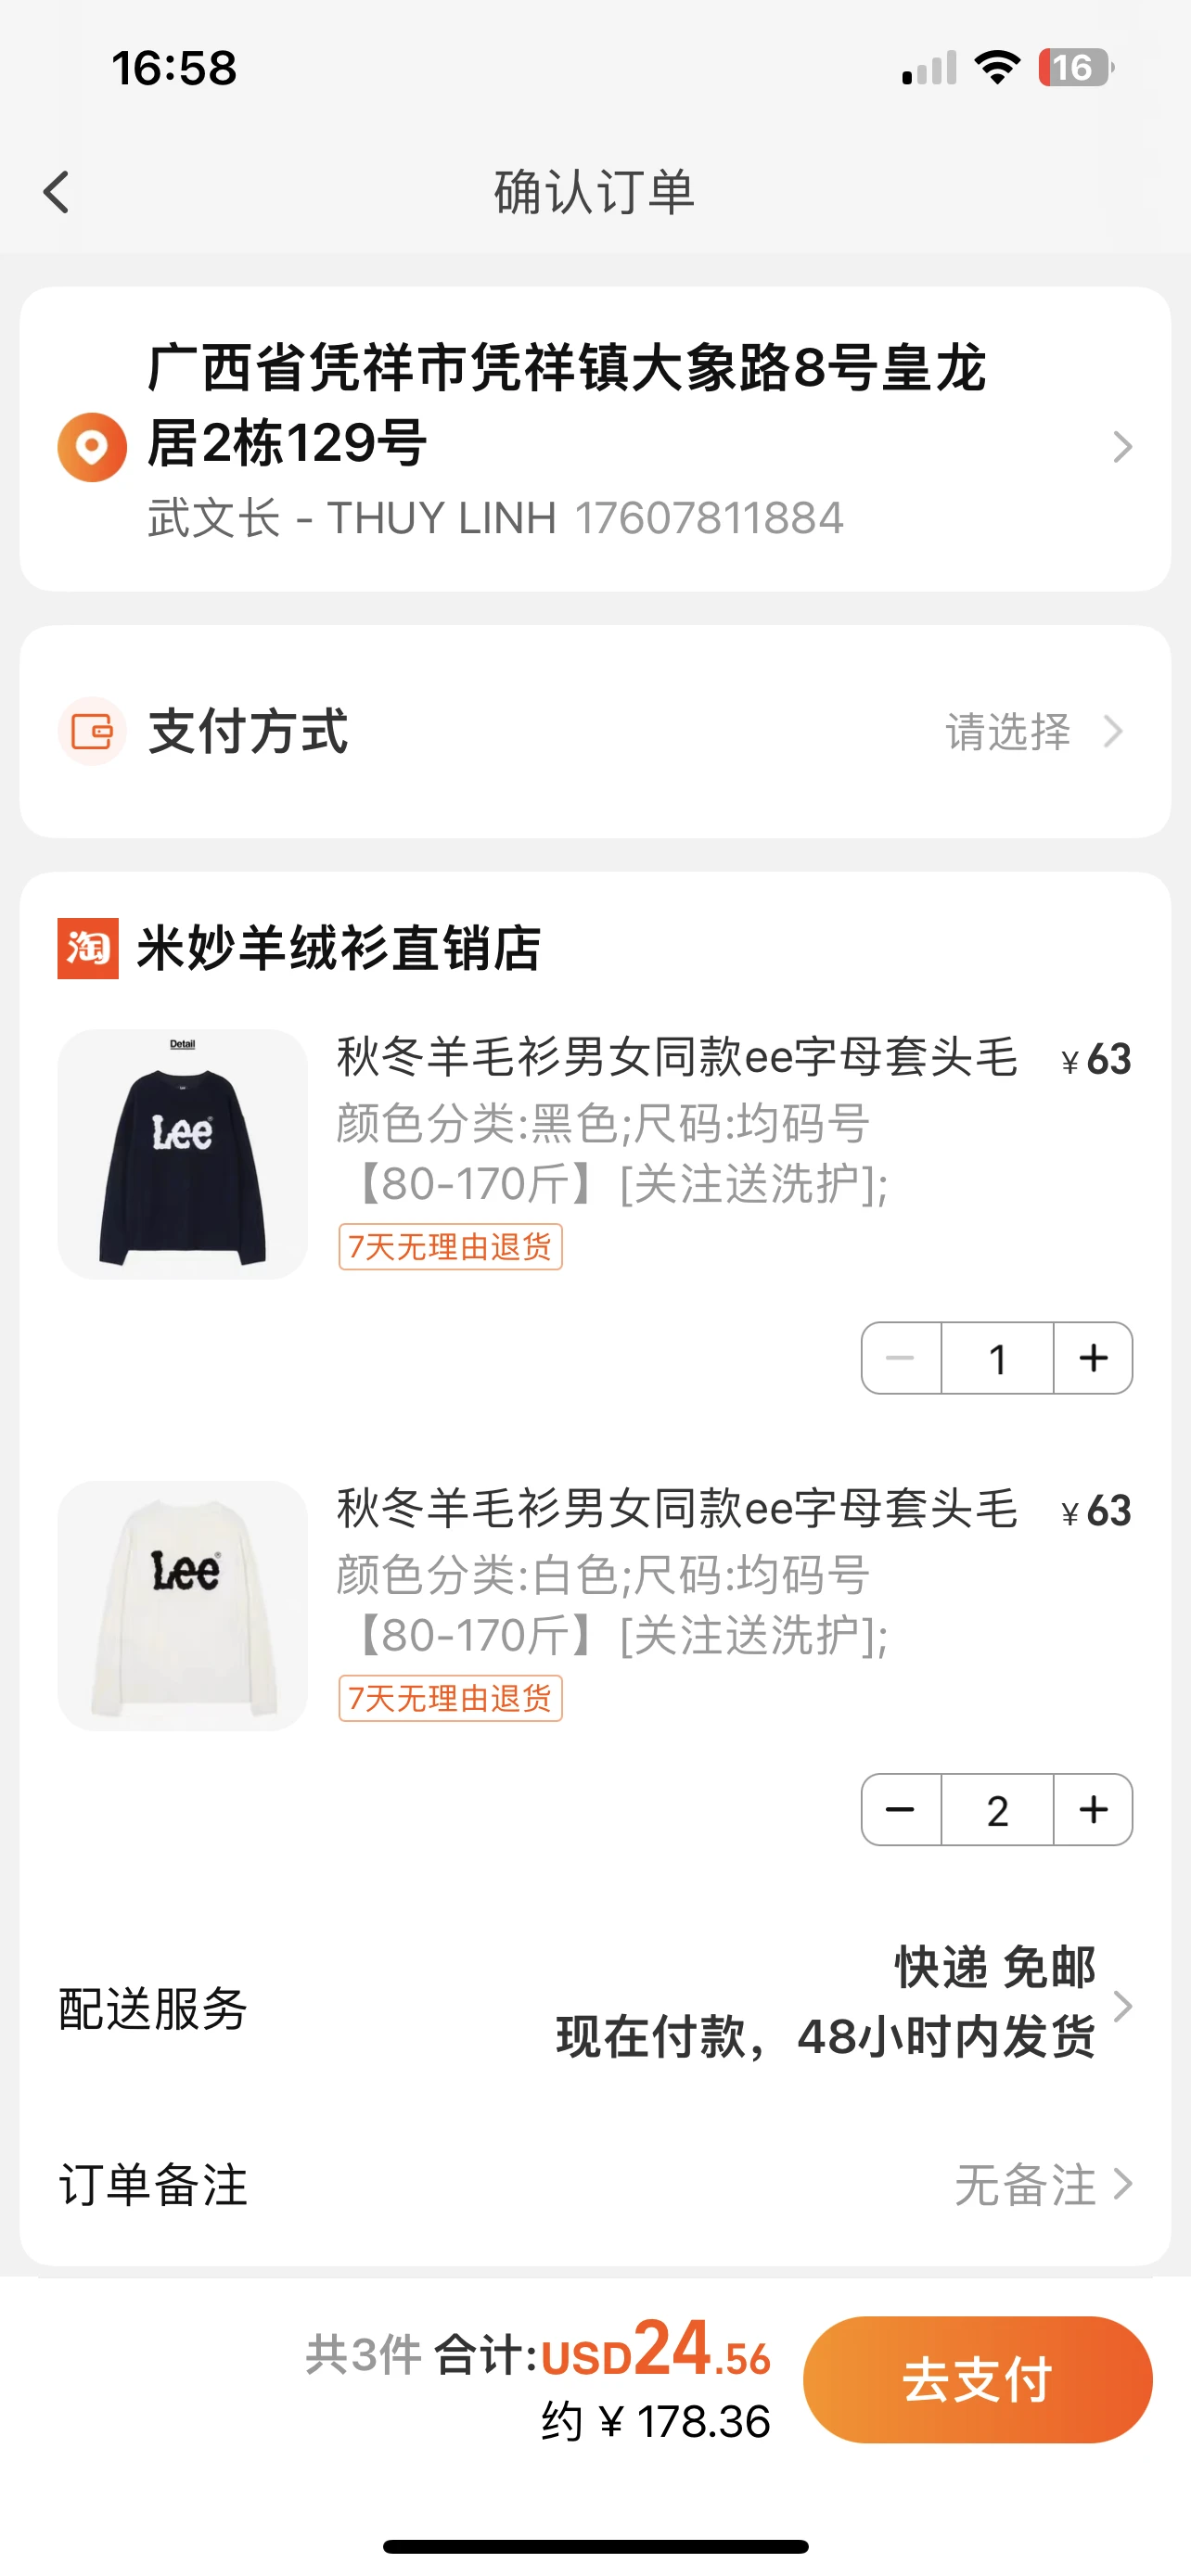 16:58
16
确认订单
广西省凭祥市凭祥镇大象路8号皇龙
居2栋129号
武文长 - THUY LINH 17607811884
支付方式 请选择
淘 米妙羊绒衫直销店
Detail
Lee
秋冬羊毛衫男女同款ee字母套头毛 ¥63
颜色分类:黑色;尺码:均码号
【80-170斤】[关注送洗护];
7天无理由退货
1
Lee
秋冬羊毛衫男女同款ee字母套头毛 ¥63
颜色分类:白色;尺码:均码号
【80-170斤】[关注送洗护];
7天无理由退货
2
快递 免邮
配送服务
现在付款，48小时内发货
订单备注 无备注
共3件 合计:USD24.56
约 ¥ 178.36
去支付